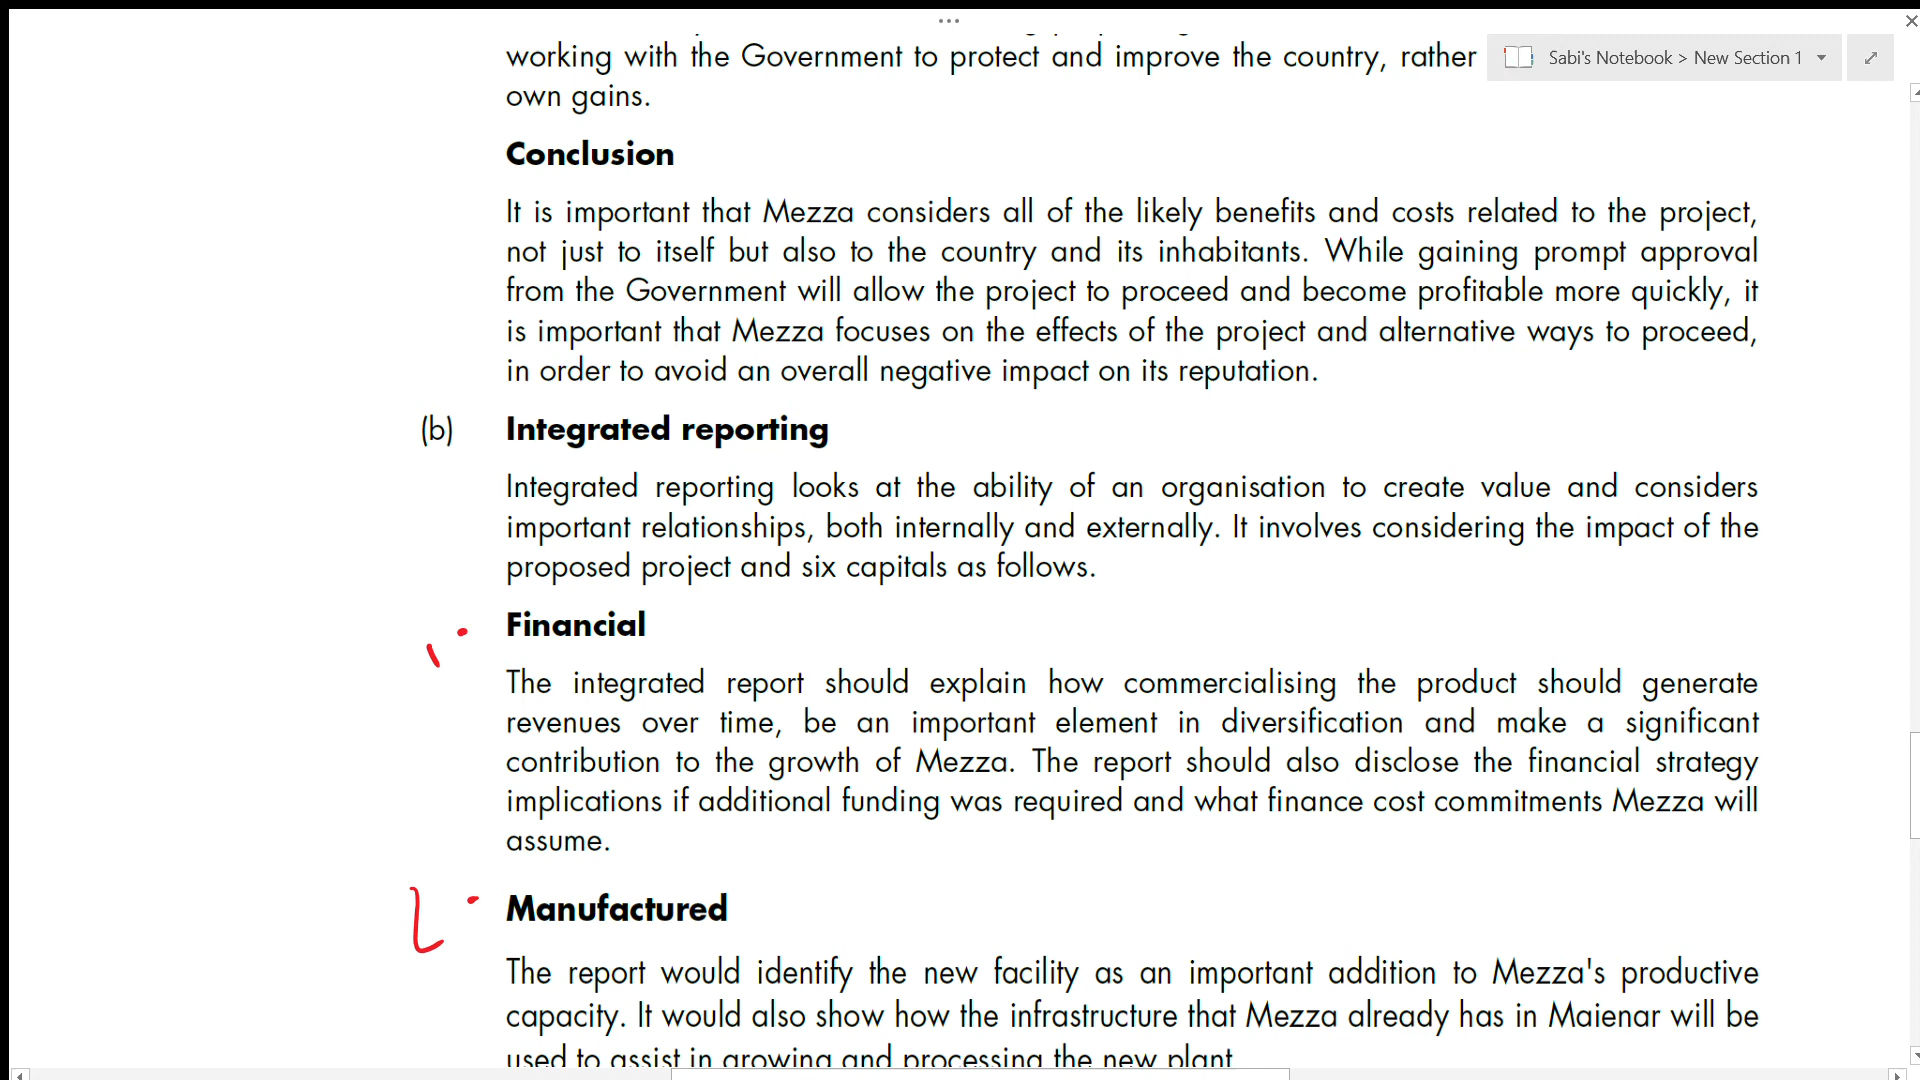 working with the Government to protect and improve the country, rather
own gains.
Sabi's Notebook > New Section 1
Conclusion
It is important that Mezza considers all of the likely benefits and costs related to the project,
not just to itself but also to the country and its inhabitants. While gaining prompt approval
from the Government will allow the project to proceed and become profitable more quickly, it
is important that Mezza focuses on the effects of the project and alternative ways to proceed,
in order to avoid an overall negative impact on its reputation.
(b) Integrated reporting
Integrated reporting looks at the ability of an organisation to create value and considers
important relationships, both internally and externally. It involves considering the impact of the
proposed project and six capitals as follows.
Financial
The integrated report should explain how commercialising the product should generate
revenues over time, be an important element in diversification and make a significant
contribution to the growth of Mezza. The report should also disclose the financial strategy
implications if additional funding was required and what finance cost commitments Mezza will
assume.
Manufactured
The report would identify the new facility as an important addition to Mezza's productive
capacity. It would also show how the infrastructure that Mezza already has in Maienar will be
used to assist in growing and processing the new plant